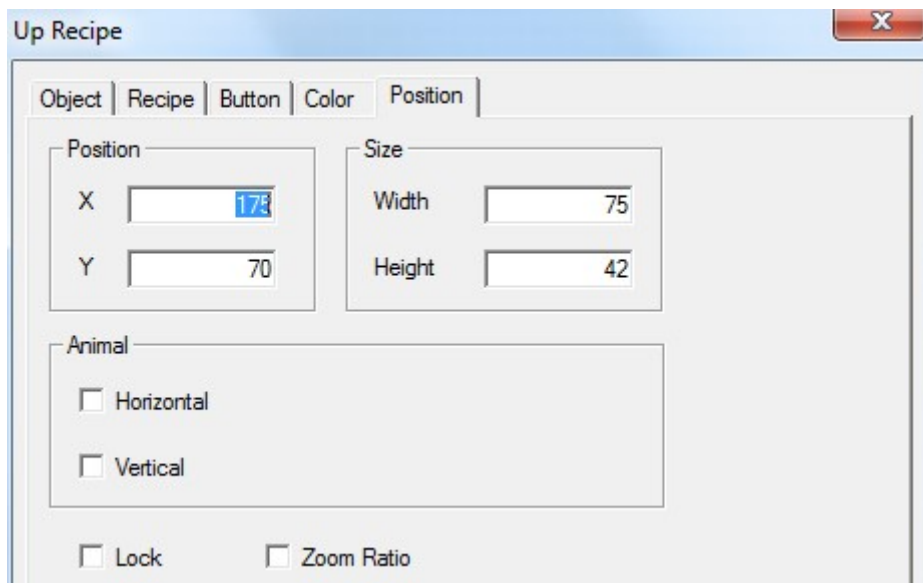 Up Recipe
Object Recipe Button Color Position
Position
X 175
Y 70
Size
Width 75
Height 42
Animal
Horizontal
Vertical
Lock Zoom Ratio